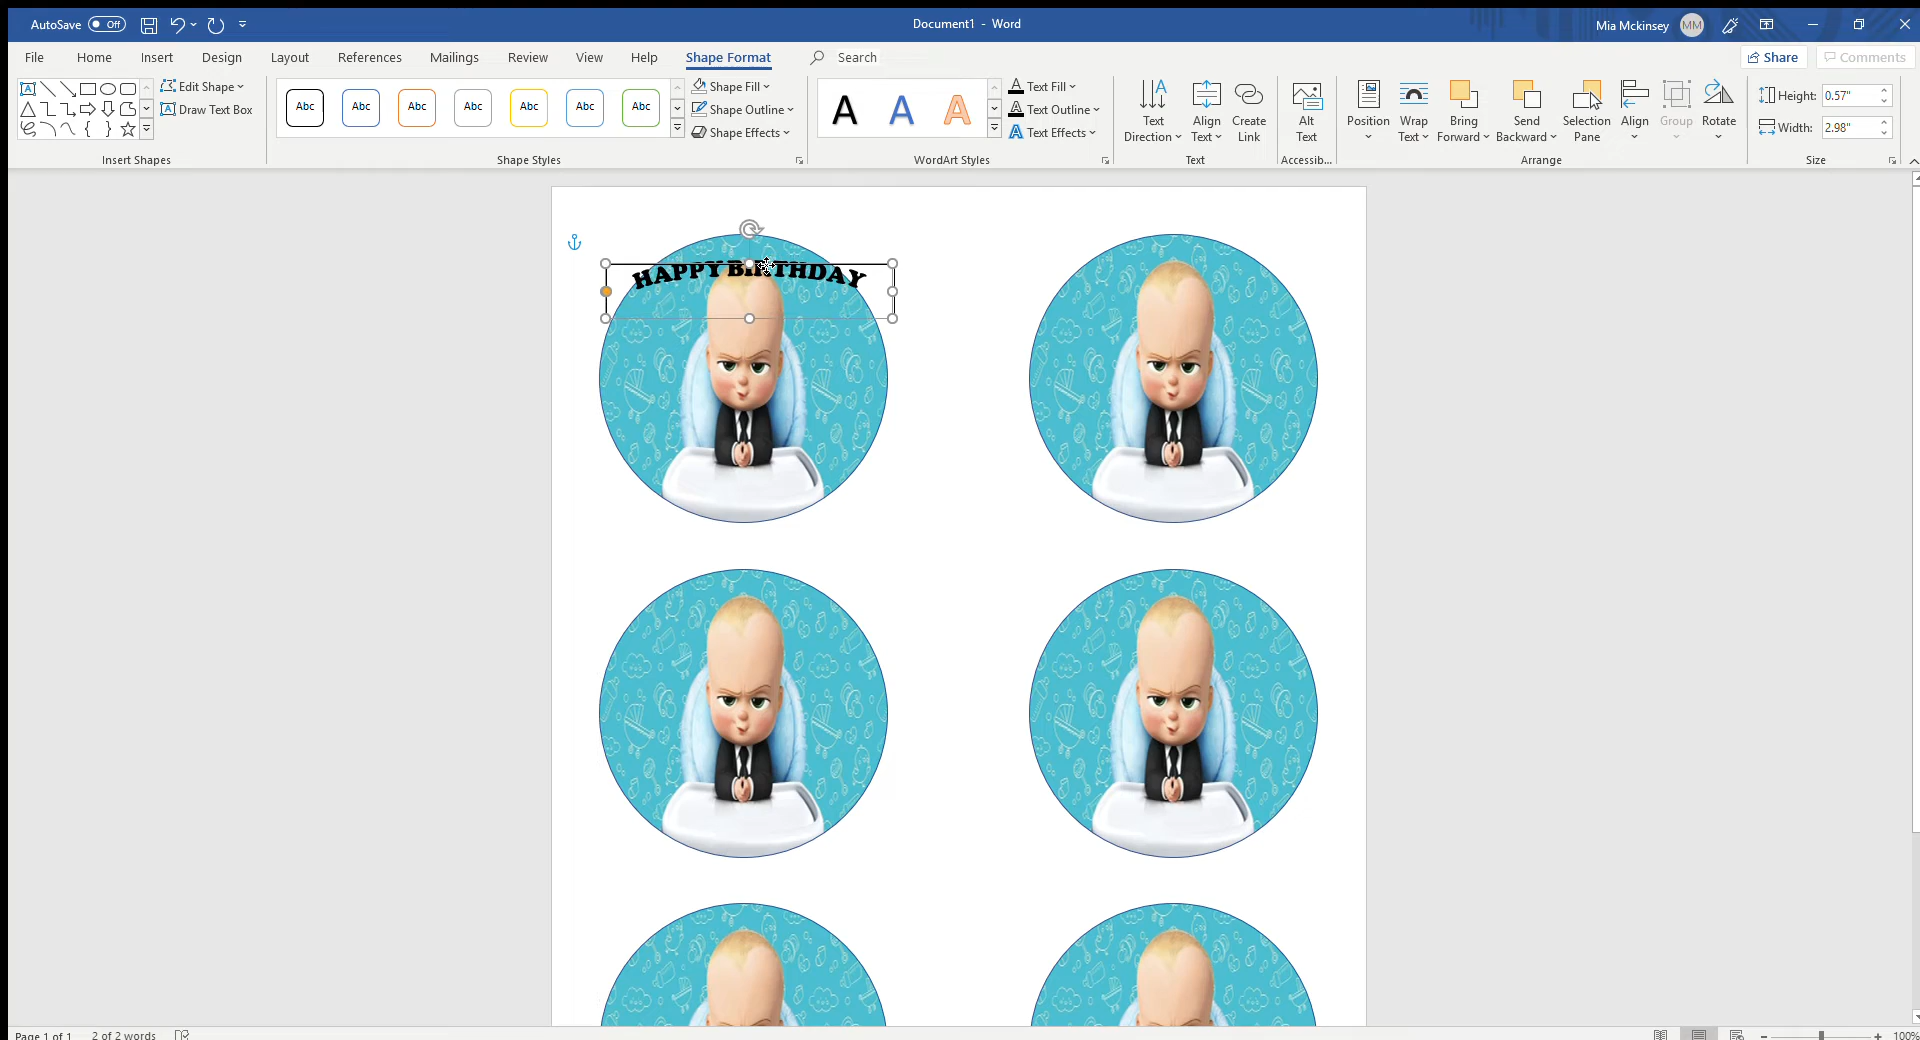 AutoSave Off
Document1 - Word
Mia Mckinsey MM
File Home Insert Design Layout References Mailings Review View Help Shape Format Search
Share Comments
Edit Shape
Draw Text Box
Insert Shapes
Abc Abc Abc Abc Abc Abc Abc
Shape Fill
Shape Outline
Shape Effects
Shape Styles
A A A
Text Fill
Text Outline
Text Effects
WordArt Styles
Text Direction
Align Text
Create Link
Text
Alt Text
Accessib...
Position
Wrap Text
Bring Forward
Send Backward
Selection Pane
Align
Group
Rotate
Arrange
Height: 0.57"
Width: 2.98"
Size
HAPPY BIRTHDAY
Page 1 of 1 2 of 2 words
100%